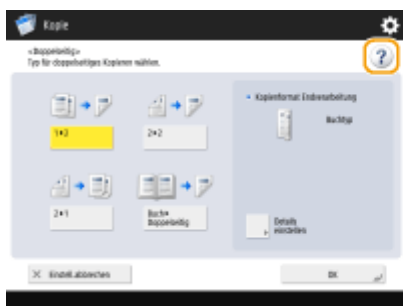 Kopie
<Doppelseitig>
Typ für doppelseitiges Kopieren wählen.
?
Kopienformat Endverarbeitung
Buchtyp
1▸2
2▸2
2▸1
Buch▸
Doppelseitig
Details
einstellen
× Einstell.abbrechen
OK